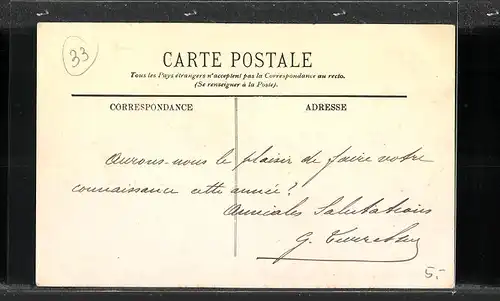 33
CARTE POSTALE
Tous les Pays étrangers n'acceptent pas la Correspondance au recto.
(Se renseigner à la Poste).
CORRESPONDANCE
ADRESSE
Aurons-nous le plaisir de faire votre
connaissance cette année?
Amicales Salutations
G.
5.-